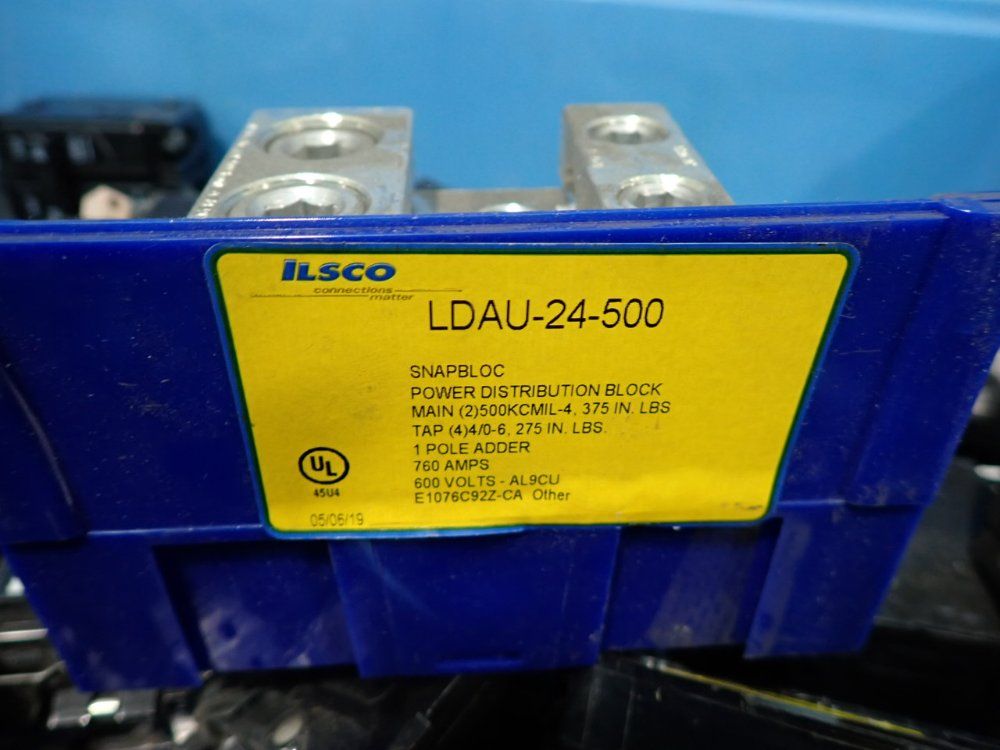 ILSCO
connections
matter
LDAU-24-500
SNAPBLOC
POWER DISTRIBUTION BLOCK
MAIN (2)500KCMIL-4, 375 IN. LBS
TAP (4)4/0-6, 275 IN. LBS.
1 POLE ADDER
760 AMPS
600 VOLTS - AL9CU
E1076C92Z-CA Other
UL
45U4
05/06/19